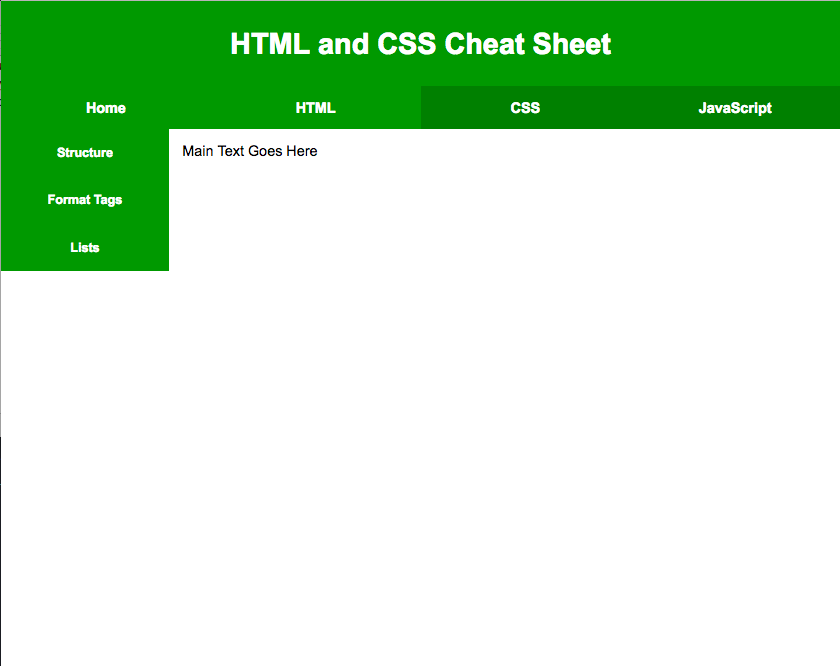 HTML and CSS Cheat Sheet
Home HTML CSS JavaScript
Structure
Main Text Goes Here
Format Tags
Lists